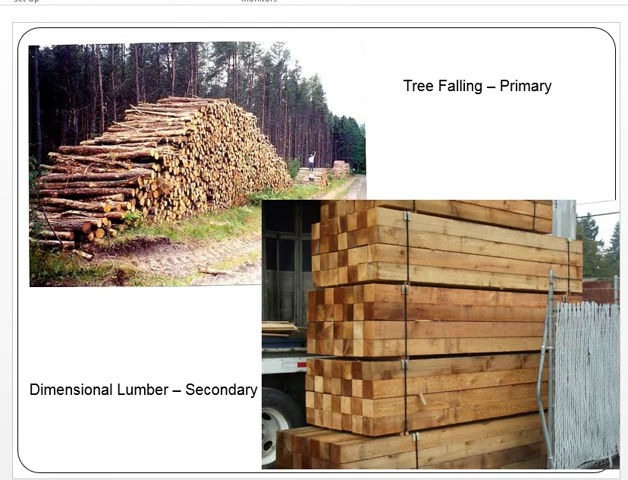 Tree Falling – Primary
Dimensional Lumber – Secondary